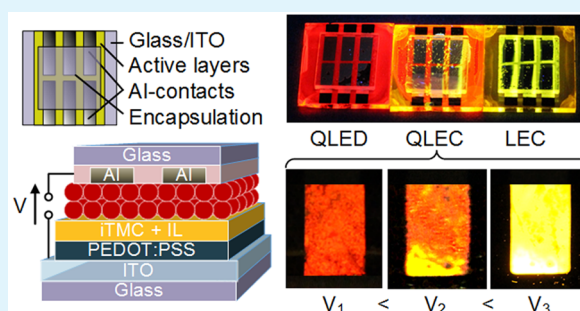 Glass/ITO
Active layers
Al-contacts
Encapsulation
QLED QLEC LEC
Glass
Al Al
V
iTMC + IL
PEDOT:PSS
ITO
Glass
V1 < V2 < V3